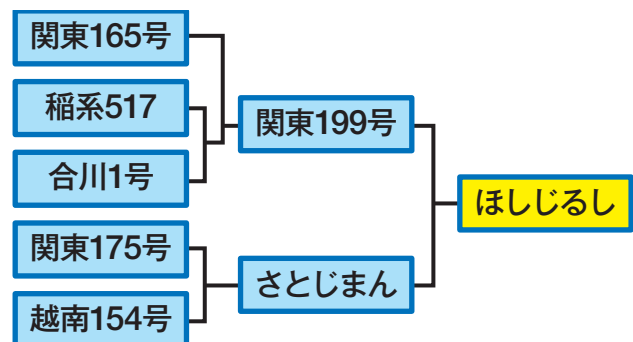 関東165号
稲系517
合川1号
関東199号
関東175号
越南154号
さとじまん
ほしじるし